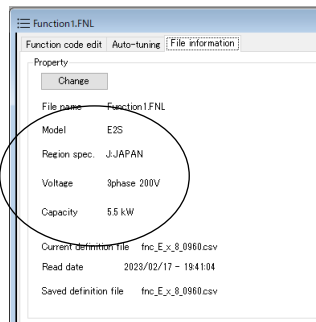 Function1.FNL
Function code edit Auto-tuning File information
Property
Change
File name Function1.FNL
Model E2S
Region spec. J:JAPAN
Voltage 3phase 200V
Capacity 5.5 kW
Current definition file fnc_E_x_8_0960.csv
Read date 2023/02/17 - 19:41:04
Saved definition file fnc_E_x_8_0960.csv